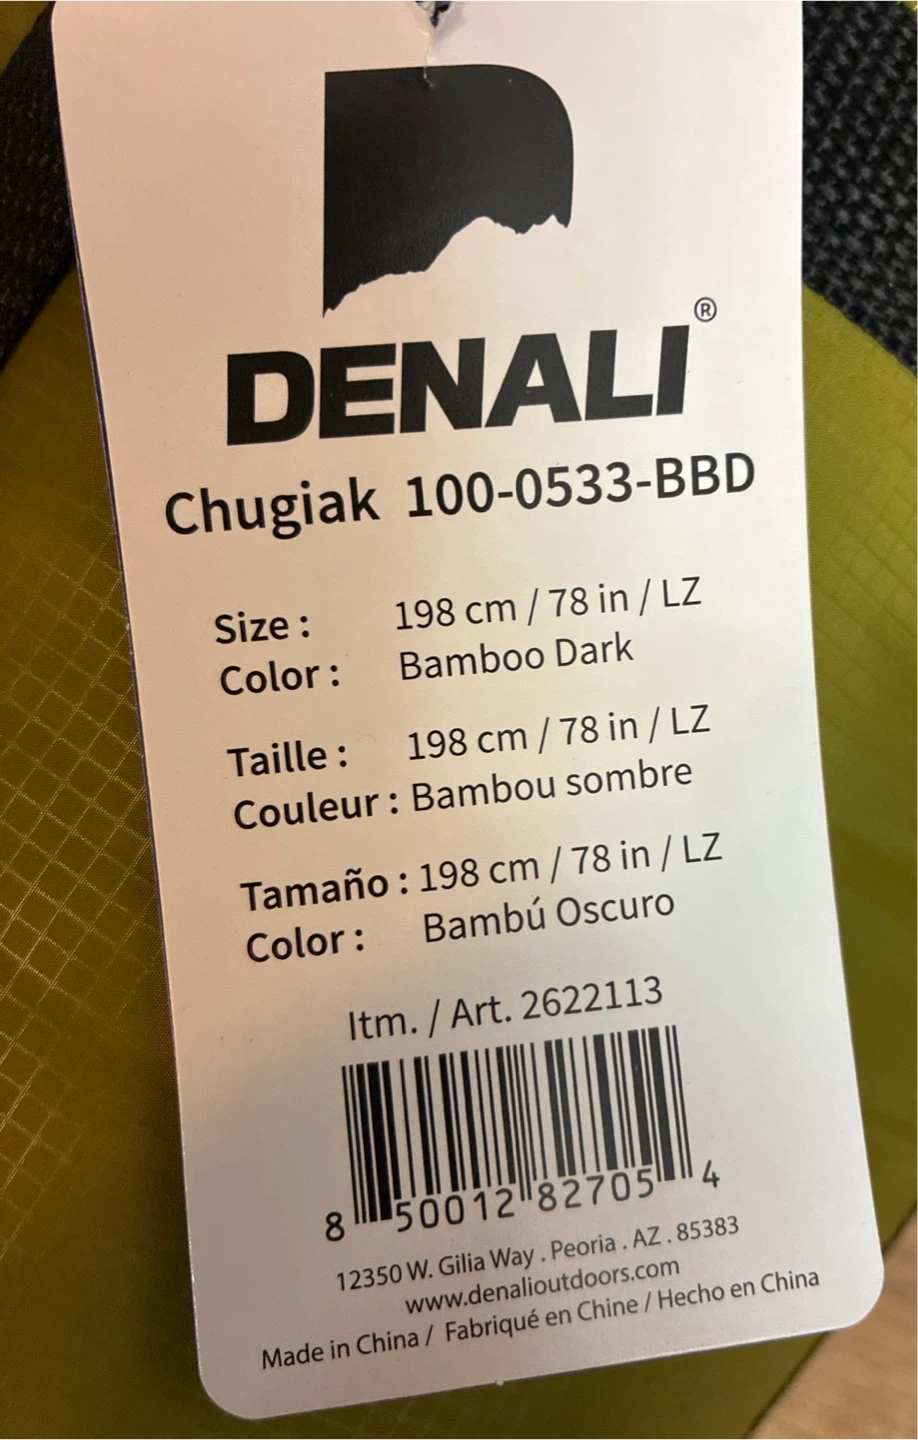 DENALI®
Chugiak 100-0533-BBD
Size : 198 cm / 78 in / LZ
Color : Bamboo Dark
Taille : 198 cm / 78 in / LZ
Couleur : Bambou sombre
Tamaño : 198 cm / 78 in / LZ
Color : Bambú Oscuro
Itm. / Art. 2622113
8 50012 82705 4
12350 W. Gilia Way . Peoria . AZ . 85383
www.denalioutdoors.com
Made in China / Fabriqué en Chine / Hecho en China